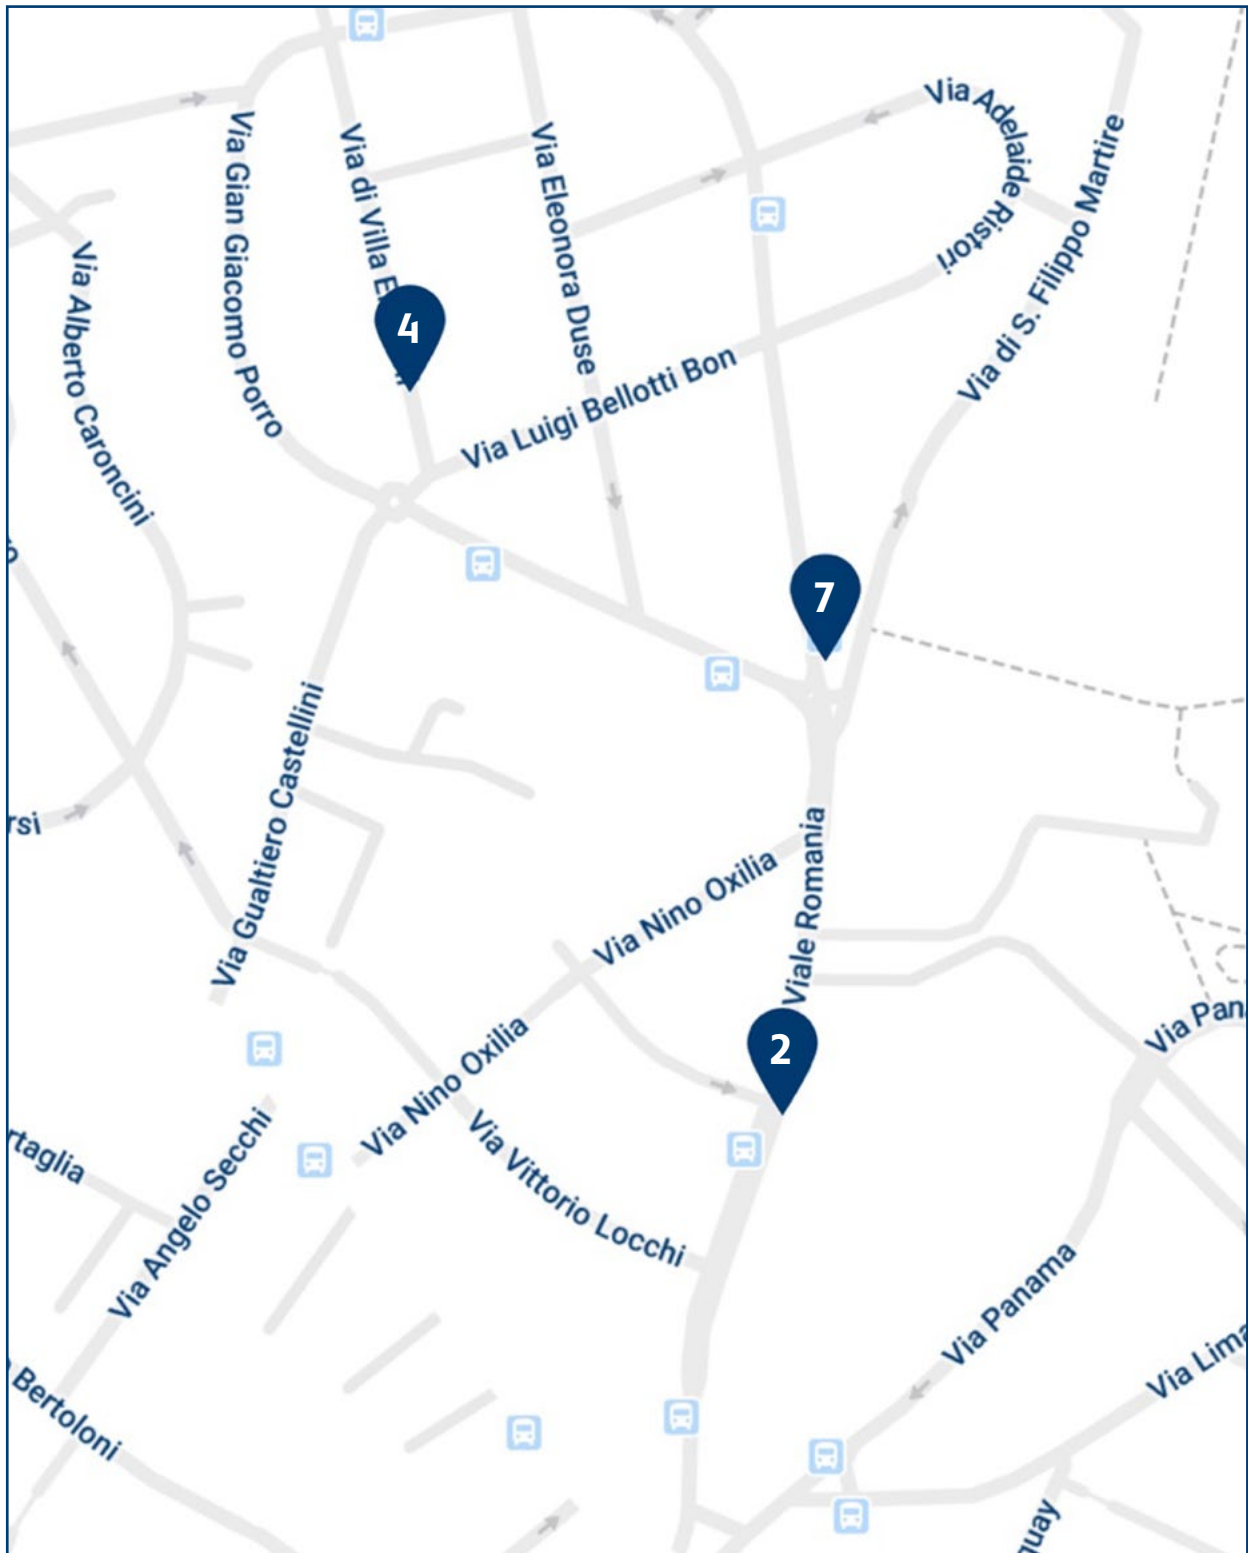 Via Adelaide Ristori
Via Gian Giacomo Porro
Via di Villa E
Via Eleonora Duse
Via di S. Filippo Martire
Via Alberto Caroncini
4
Via Luigi Bellotti Bon
7
Via Gualtiero Castellini
rsi
Viale Romania
Via Nino Oxilia
2
Via Pan
Via Nino Oxilia
rtaglia
Via Angelo Secchi
Via Vittorio Locchi
Via Panama
Via Lima
Bertoloni
guay